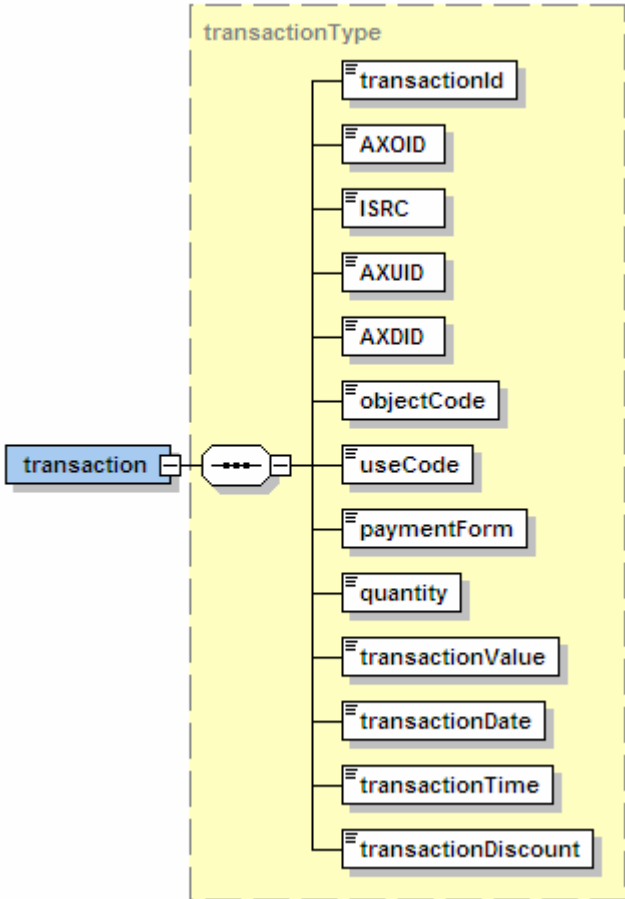 transactionType
transactionId
AXOID
ISRC
AXUID
AXDID
objectCode
transaction
useCode
paymentForm
quantity
transactionValue
transactionDate
transactionTime
transactionDiscount